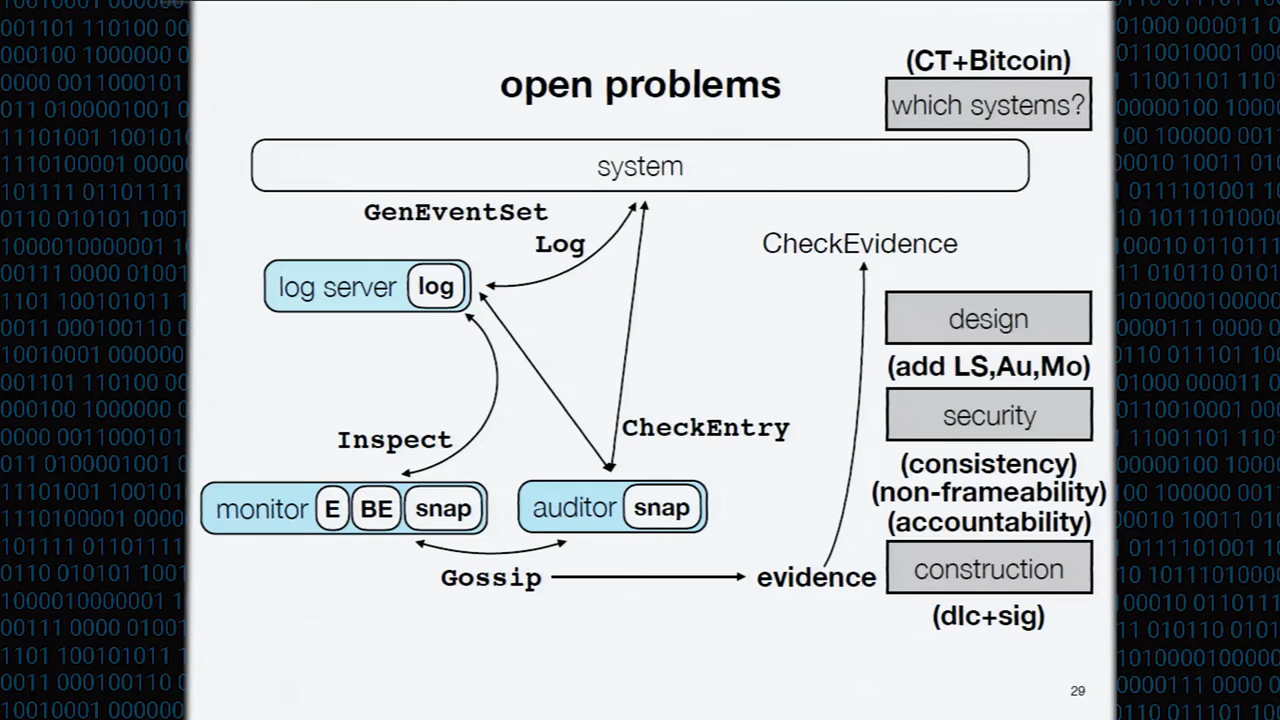 (CT+Bitcoin)
open problems
which systems?
system
GenEventSet
Log
CheckEvidence
log server log
design
(add LS,Au,Mo)
security
CheckEntry
Inspect
(consistency)
(non-frameability)
(accountability)
monitor E BE snap
auditor snap
Gossip
evidence
construction
(dlc+sig)
29